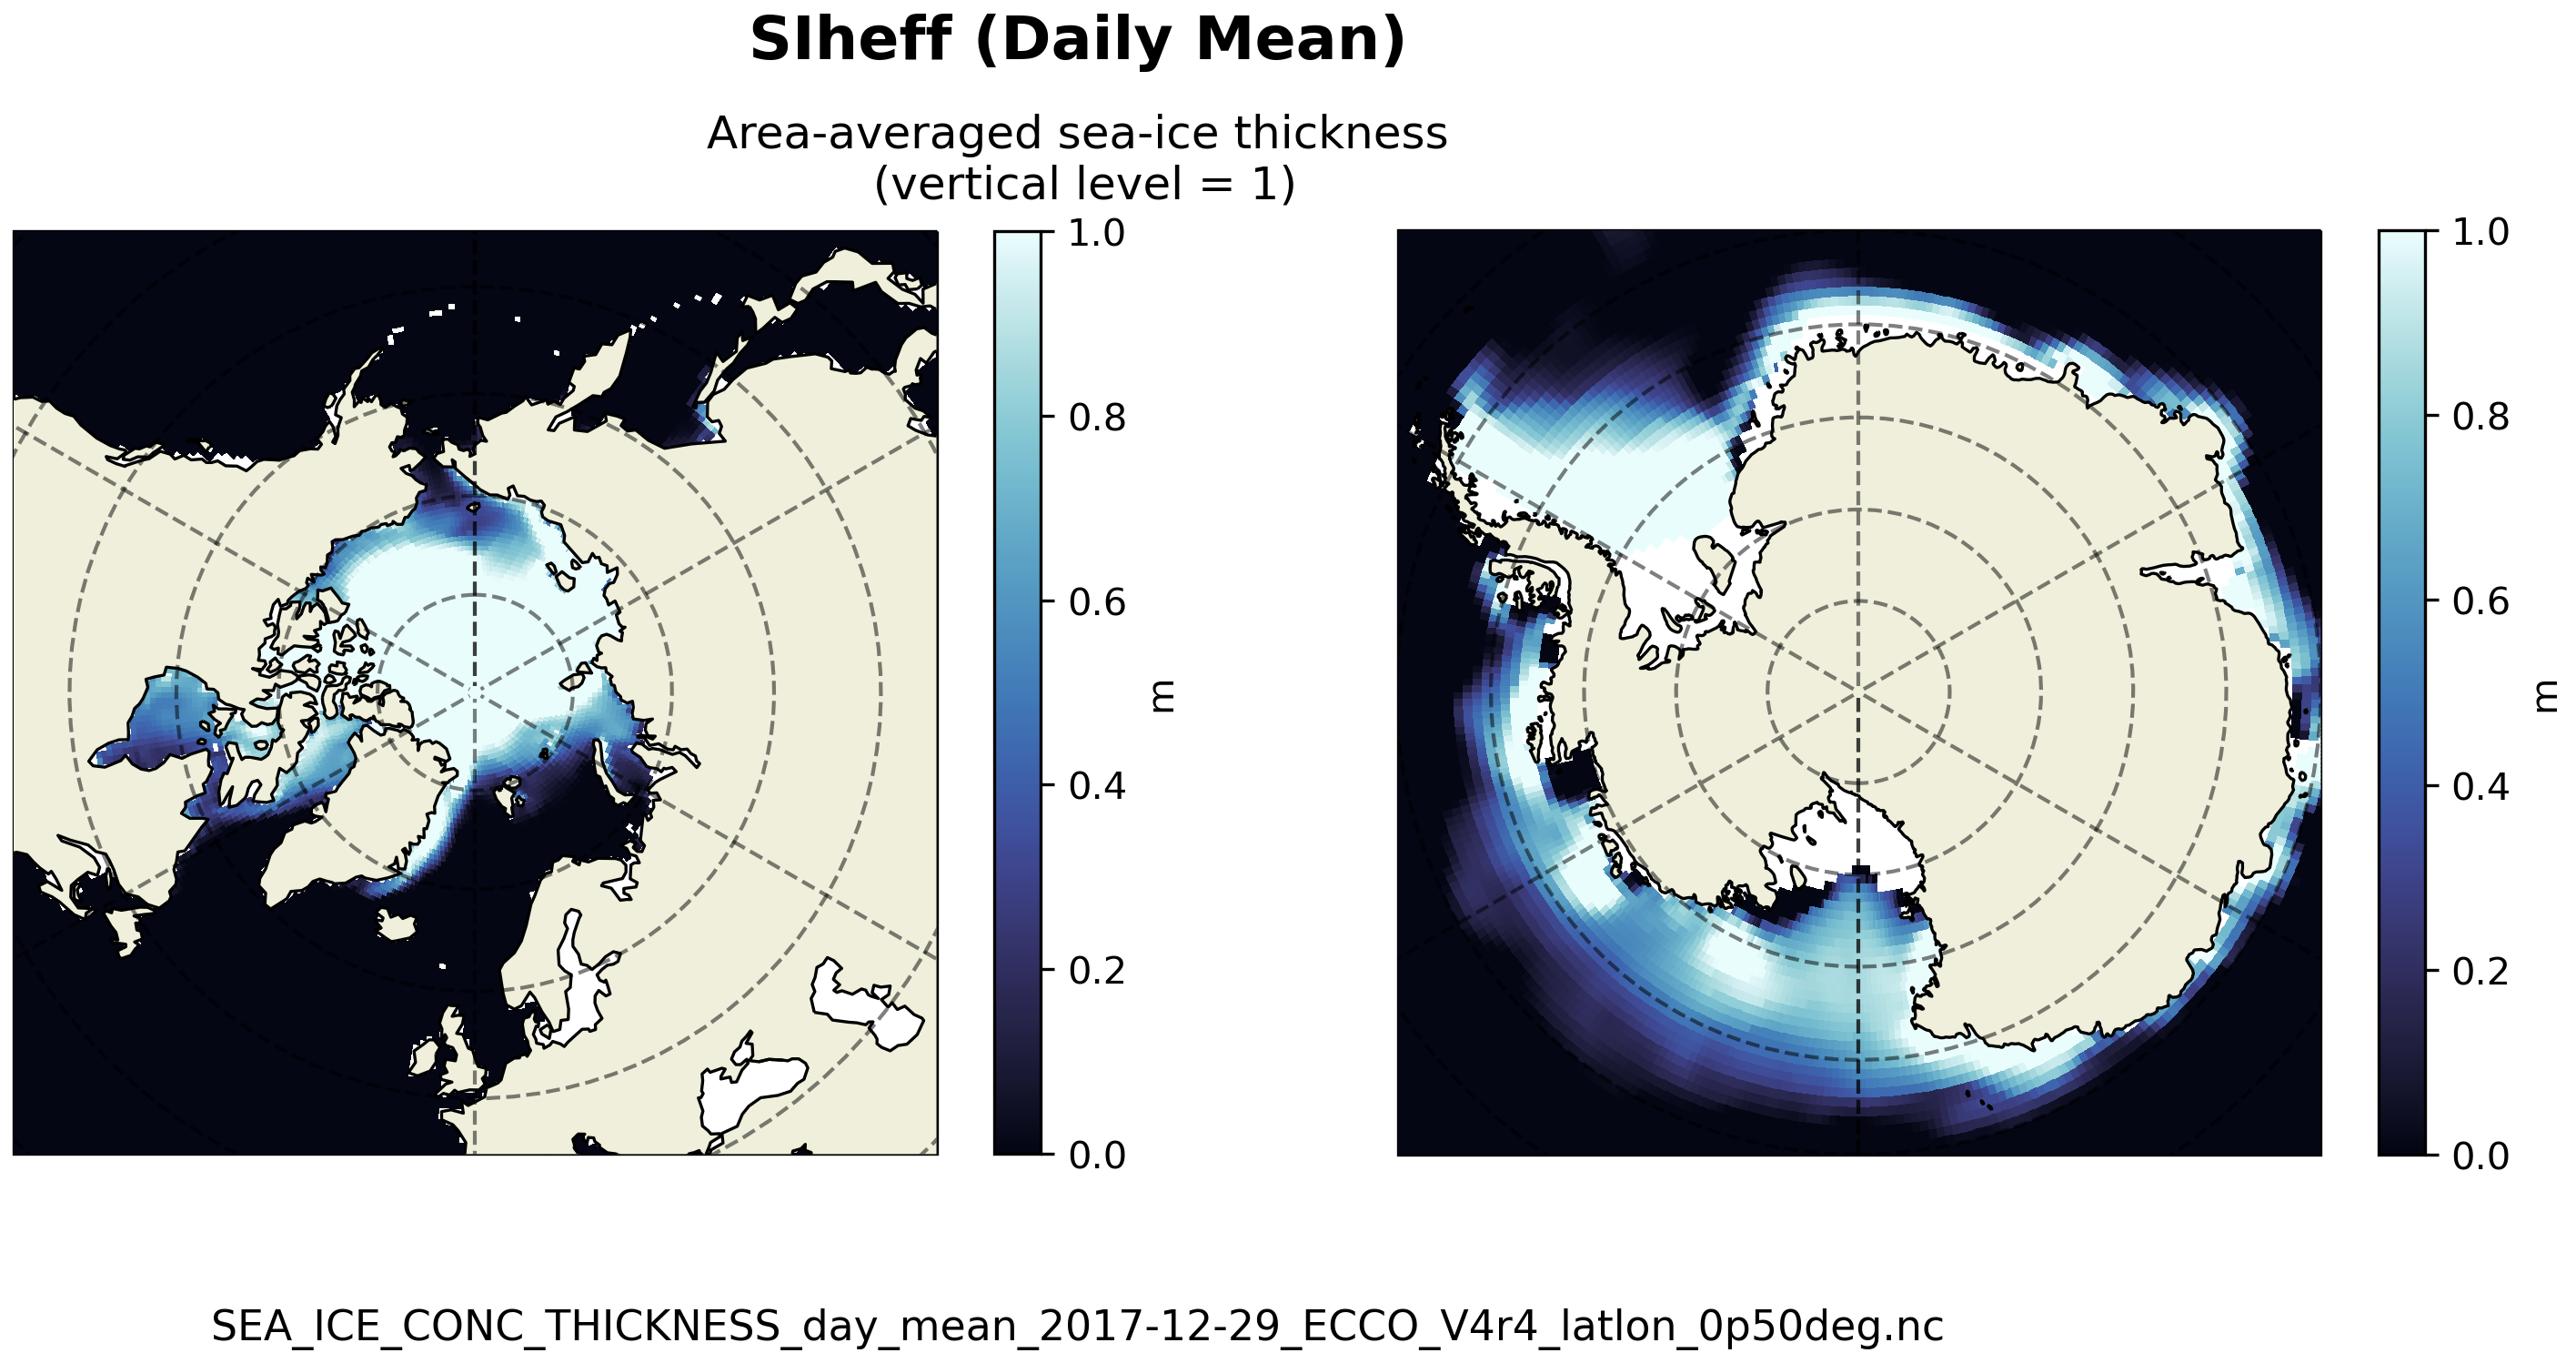 SIheff (Daily Mean)
Area-averaged sea-ice thickness
(vertical level = 1)
1.0
0.8
0.6
0.4
0.2
0.0
m
1.0
0.8
0.6
0.4
0.2
0.0
m
SEA_ICE_CONC_THICKNESS_day_mean_2017-12-29_ECCO_V4r4_latlon_0p50deg.nc